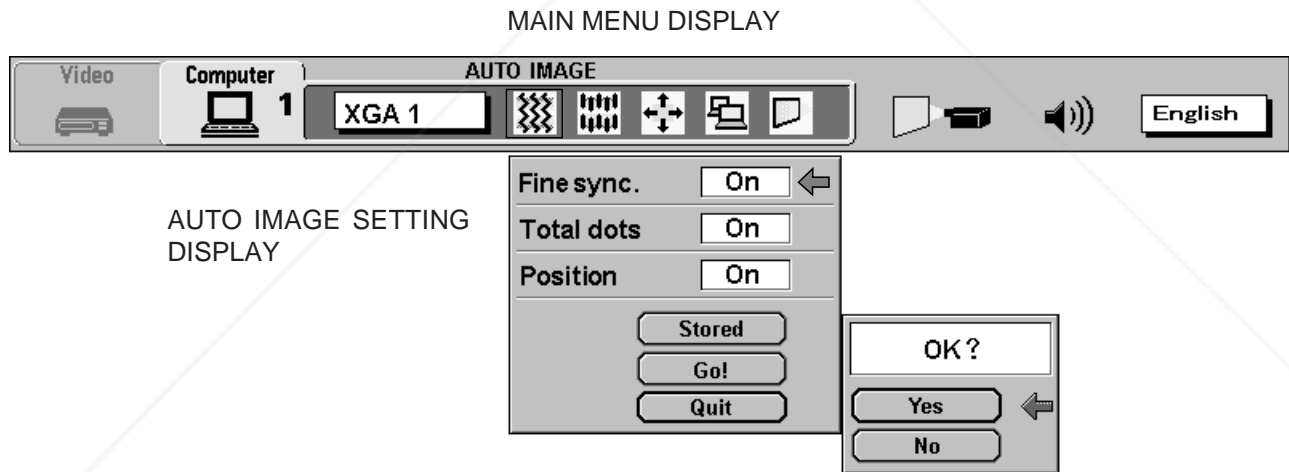 MAIN MENU DISPLAY
AUTO IMAGE
Video
Computer
1
XGA 1
English
AUTO IMAGE SETTING
DISPLAY
Fine sync. On
Total dots On
Position On
Stored
Go!
Quit
OK?
Yes
No